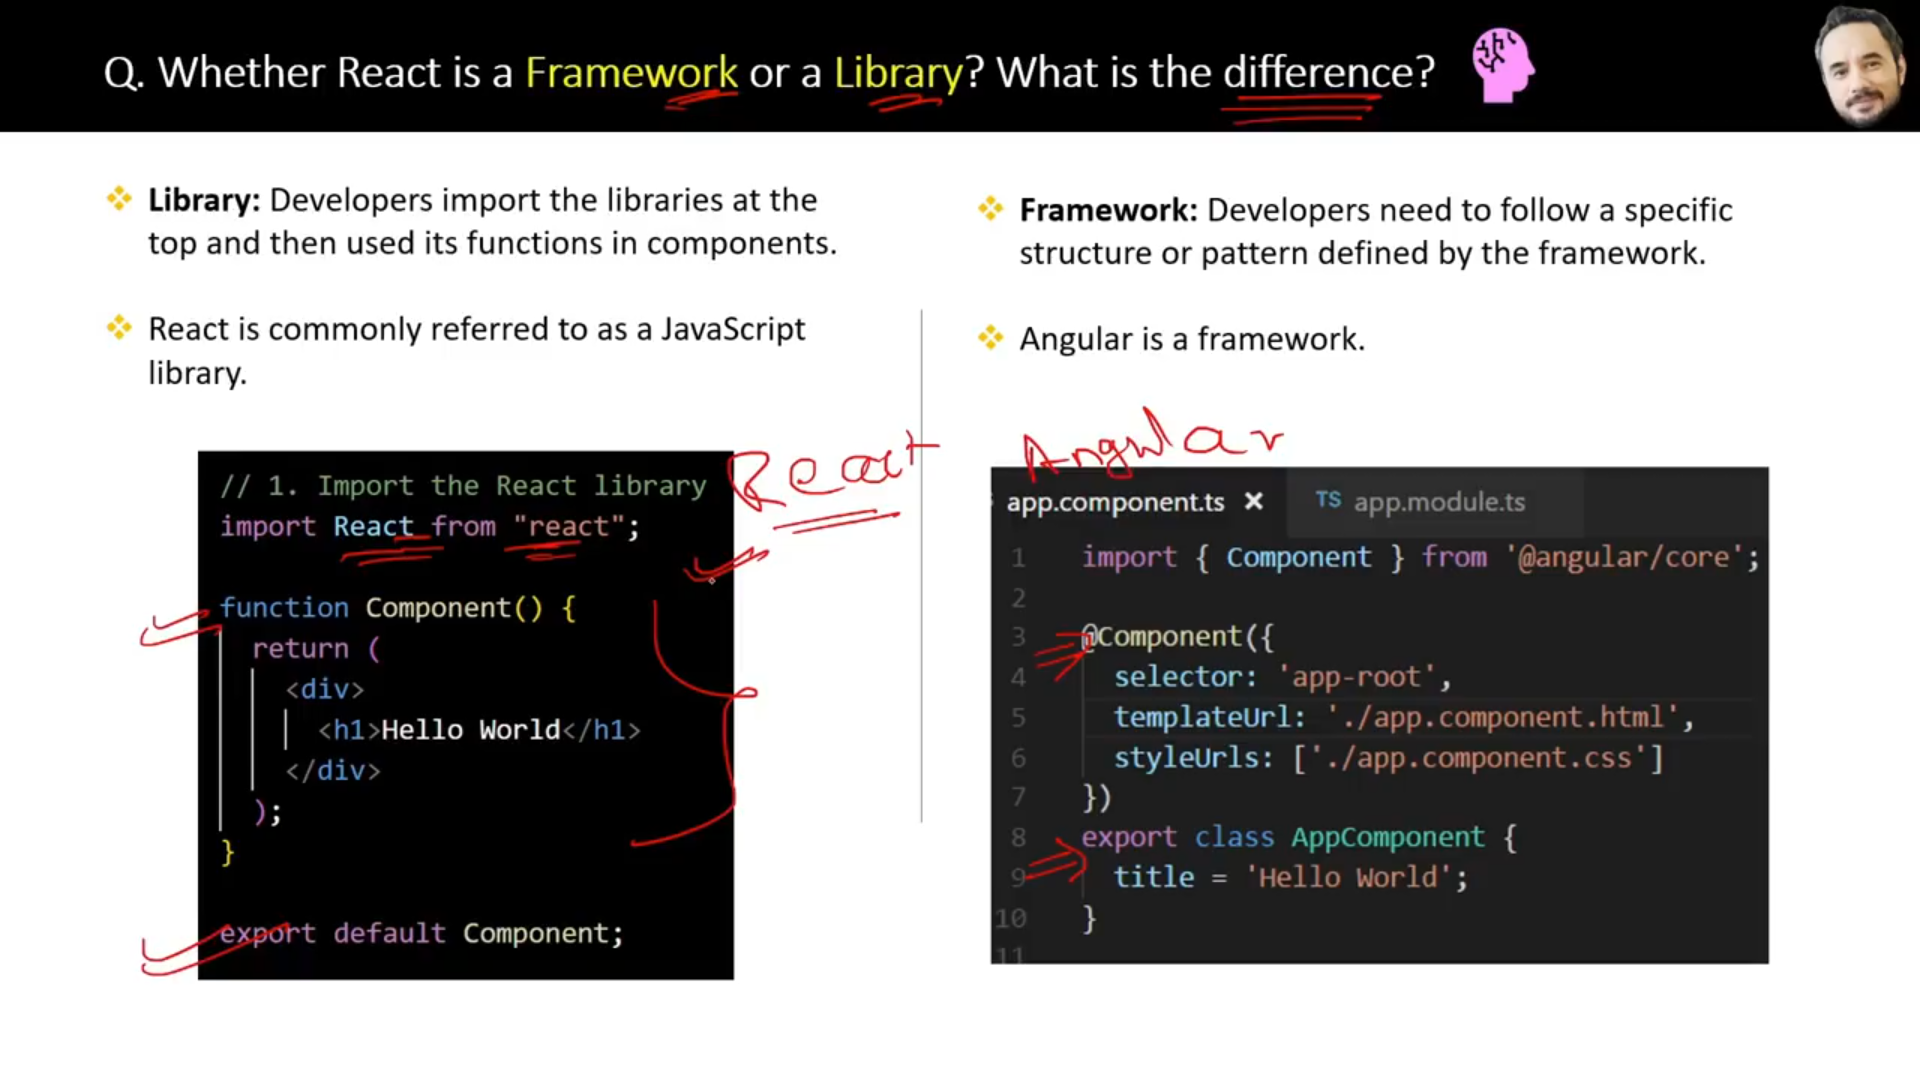 Q. Whether React is a Framework or a Library? What is the difference?
Library: Developers import the libraries at the
top and then used its functions in components.
React is commonly referred to as a JavaScript
library.
React
// 1. Import the React library
import React from "react";
function Component() {
return (
<div>
<h1>Hello World</h1>
</div>
);
}
export default Component;
Framework: Developers need to follow a specific
structure or pattern defined by the framework.
Angular is a framework.
Angular
app.component.ts × TS app.module.ts
1 import { Component } from '@angular/core';
2
3 @Component({
4 selector: 'app-root',
5 templateUrl: './app.component.html',
6 styleUrls: ['./app.component.css']
7 })
8 export class AppComponent {
9 title = 'Hello World';
10 }
11